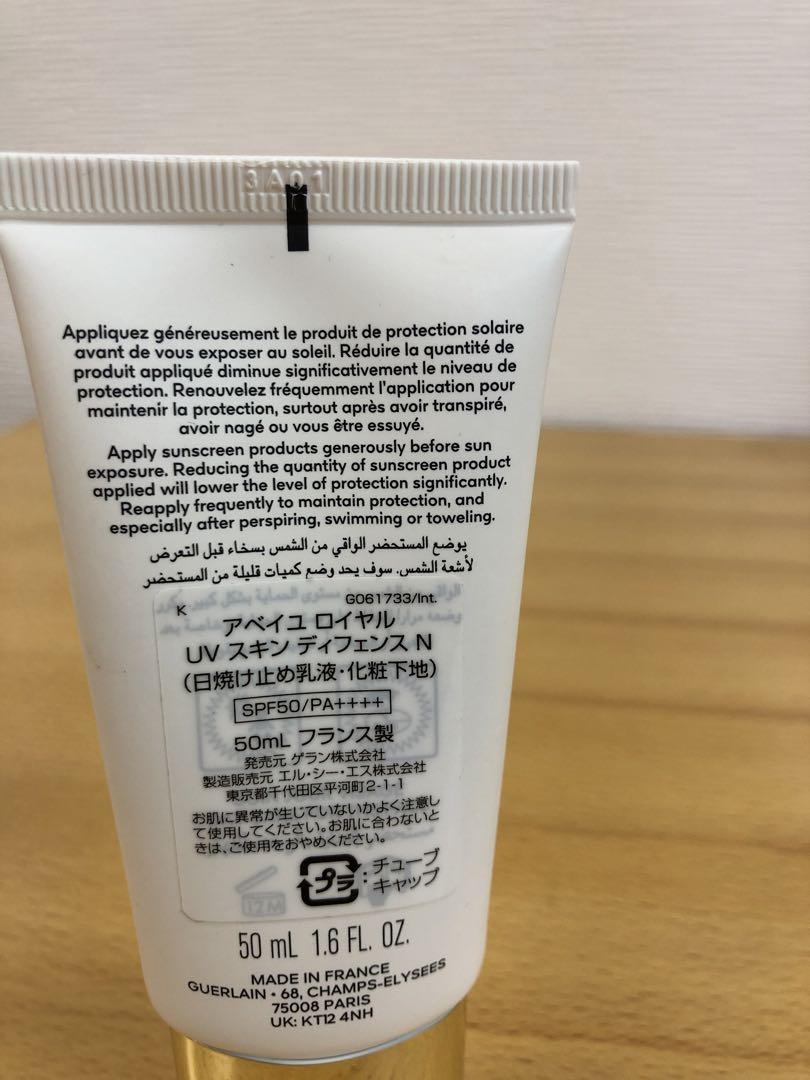 3A01
Appliquez généreusement le produit de protection solaire
avant de vous exposer au soleil. Réduire la quantité de
produit appliqué diminue significativement le niveau de
protection. Renouvelez fréquemment l'application pour
maintenir la protection, surtout après avoir transpiré,
avoir nagé ou vous être essuyé.
Apply sunscreen products generously before sun
exposure. Reducing the quantity of sunscreen product
applied will lower the level of protection significantly.
Reapply frequently to maintain protection, and
especially after perspiring, swimming or toweling.
يوضع المستحضر الواقي من الشمس بسخاء قبل التعرض
لأشعة الشمس. سوف يحد وضع كميات قليلة من المستحضر
K
G061733/Int.
アベイユ ロイヤル
UV スキン ディフェンス N
(日焼け止め乳液・化粧下地)
SPF50/PA++++
50mL フランス製
発売元 ゲラン株式会社
製造販売元 エル・シー・エス株式会社
東京都千代田区平河町2-1-1
お肌に異常が生じていないかよく注意し
て使用してください。お肌に合わないと
きは、ご使用をおやめください。
プラ:チューブ
キャップ
12M
50 mL 1.6 FL. OZ.
MADE IN FRANCE
GUERLAIN • 68, CHAMPS-ELYSEES
75008 PARIS
UK: KT12 4NH